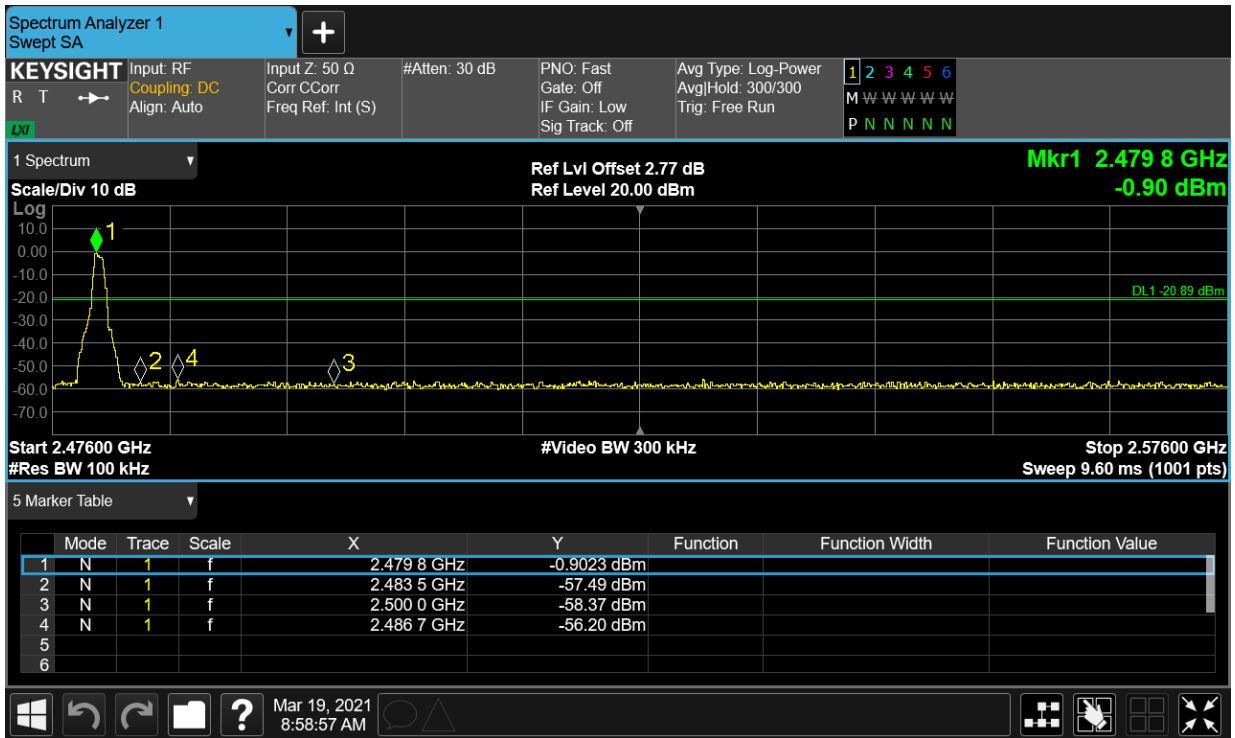 Spectrum Analyzer 1
Swept SA
+
KEYSIGHT
R T
LXI
Input: RF
Coupling: DC
Align: Auto
Input Z: 50 Ω
Corr CCorr
Freq Ref: Int (S)
#Atten: 30 dB
PNO: Fast
Gate: Off
IF Gain: Low
Sig Track: Off
Avg Type: Log-Power
Avg|Hold: 300/300
Trig: Free Run
1 2 3 4 5 6
M W W W W W
P N N N N N
1 Spectrum
Scale/Div 10 dB
Ref Lvl Offset 2.77 dB
Ref Level 20.00 dBm
Mkr1 2.479 8 GHz
-0.90 dBm
Log
10.0
0.00
-10.0
-20.0
-30.0
-40.0
-50.0
-60.0
-70.0
1
2
4
3
DL1 -20.89 dBm
Start 2.47600 GHz
#Video BW 300 kHz
Stop 2.57600 GHz
#Res BW 100 kHz
Sweep 9.60 ms (1001 pts)
5 Marker Table
Mode Trace Scale X Y Function Function Width Function Value
1 N 1 f 2.479 8 GHz -0.9023 dBm
2 N 1 f 2.483 5 GHz -57.49 dBm
3 N 1 f 2.500 0 GHz -58.37 dBm
4 N 1 f 2.486 7 GHz -56.20 dBm
5
6
?
Mar 19, 2021
8:58:57 AM